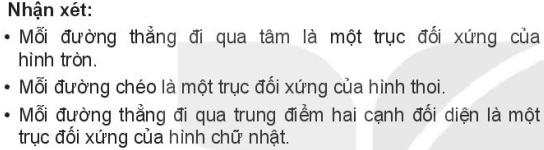 Nhận xét:
• Mỗi đường thẳng đi qua tâm là một trục đối xứng của
hình tròn.
• Mỗi đường chéo là một trục đối xứng của hình thoi.
• Mỗi đường thẳng đi qua trung điểm hai cạnh đối diện là một
trục đối xứng của hình chữ nhật.